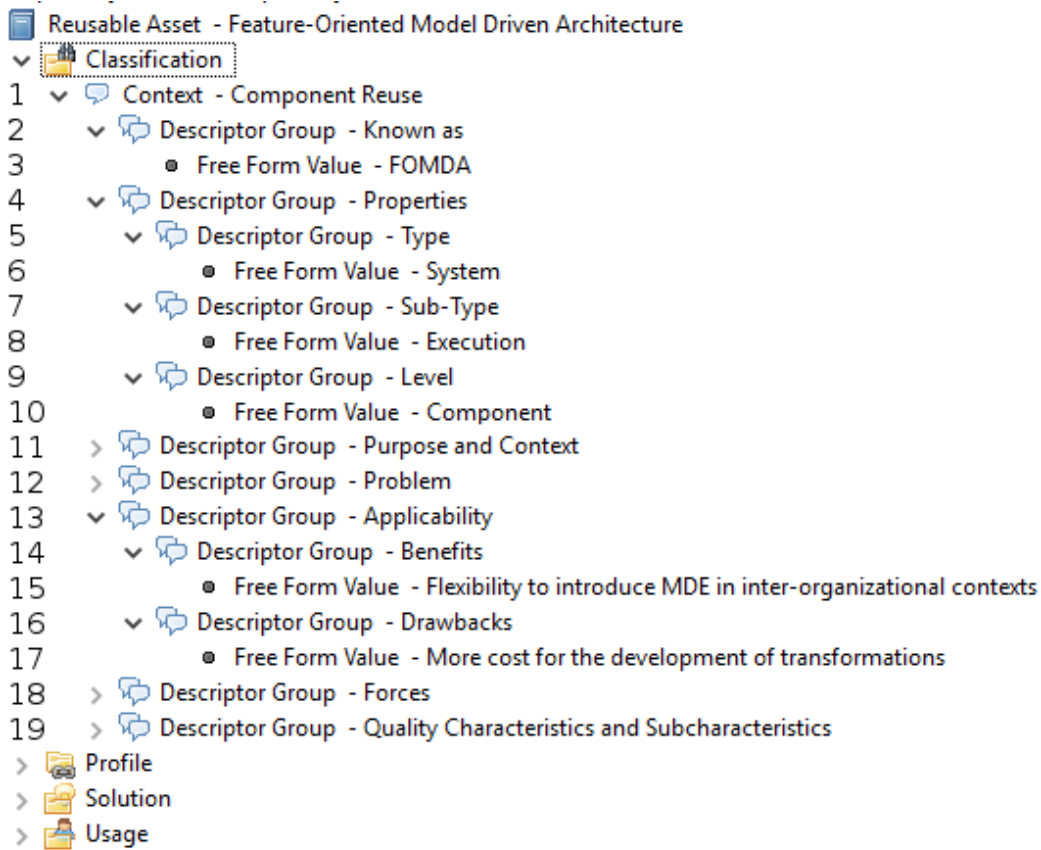 Reusable Asset - Feature-Oriented Model Driven Architecture
Classification
1 Context - Component Reuse
2 Descriptor Group - Known as
3 Free Form Value - FOMDA
4 Descriptor Group - Properties
5 Descriptor Group - Type
6 Free Form Value - System
7 Descriptor Group - Sub-Type
8 Free Form Value - Execution
9 Descriptor Group - Level
10 Free Form Value - Component
11 Descriptor Group - Purpose and Context
12 Descriptor Group - Problem
13 Descriptor Group - Applicability
14 Descriptor Group - Benefits
15 Free Form Value - Flexibility to introduce MDE in inter-organizational contexts
16 Descriptor Group - Drawbacks
17 Free Form Value - More cost for the development of transformations
18 Descriptor Group - Forces
19 Descriptor Group - Quality Characteristics and Subcharacteristics
Profile
Solution
Usage